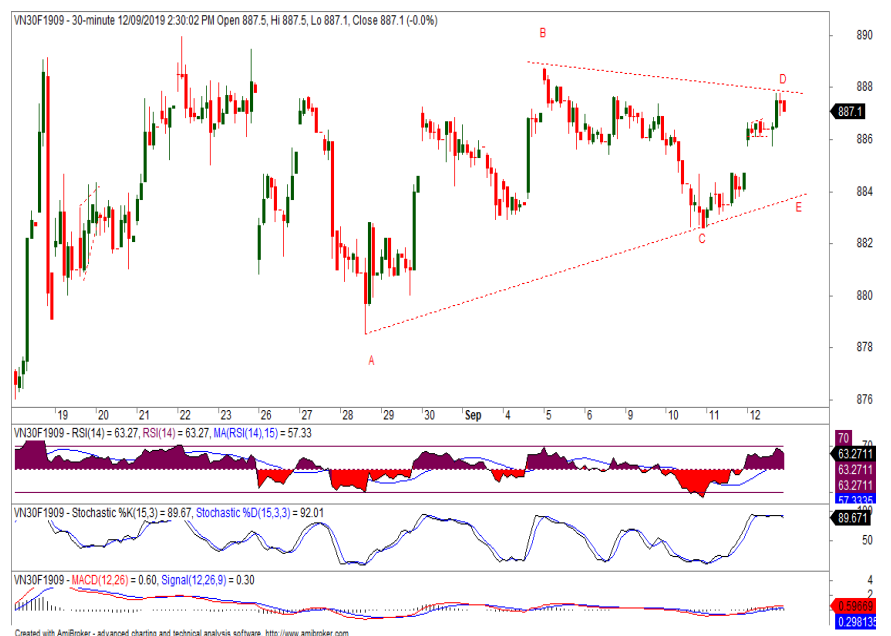 VN30F1909 - 30-minute 12/09/2019 2:30:02 PM Open 887.5, Hi 887.5, Lo 887.1, Close 887.1 (-0.0%)
890
B
D
888
887.1
886
884
E
C
882
880
878
A
876
19 20 21 22 23 26 27 28 29 30 Sep 4 5 6 9 10 11 12
VN30F1909 - RSI(14) = 63.27, RSI(14) = 63.27, MA(RSI(14),15) = 57.33
70
70
63.2711
63.2711
63.2711
57.3335
VN30F1909 - Stochastic %K(15,3) = 89.67, Stochastic %D(15,3,3) = 92.01
100
89.671
50
VN30F1909 - MACD(12,26) = 0.60, Signal(12,26,9) = 0.30
4
2
0.59669
0.298135
Created with AmiBroker - advanced charting and technical analysis software. http://www.amibroker.com